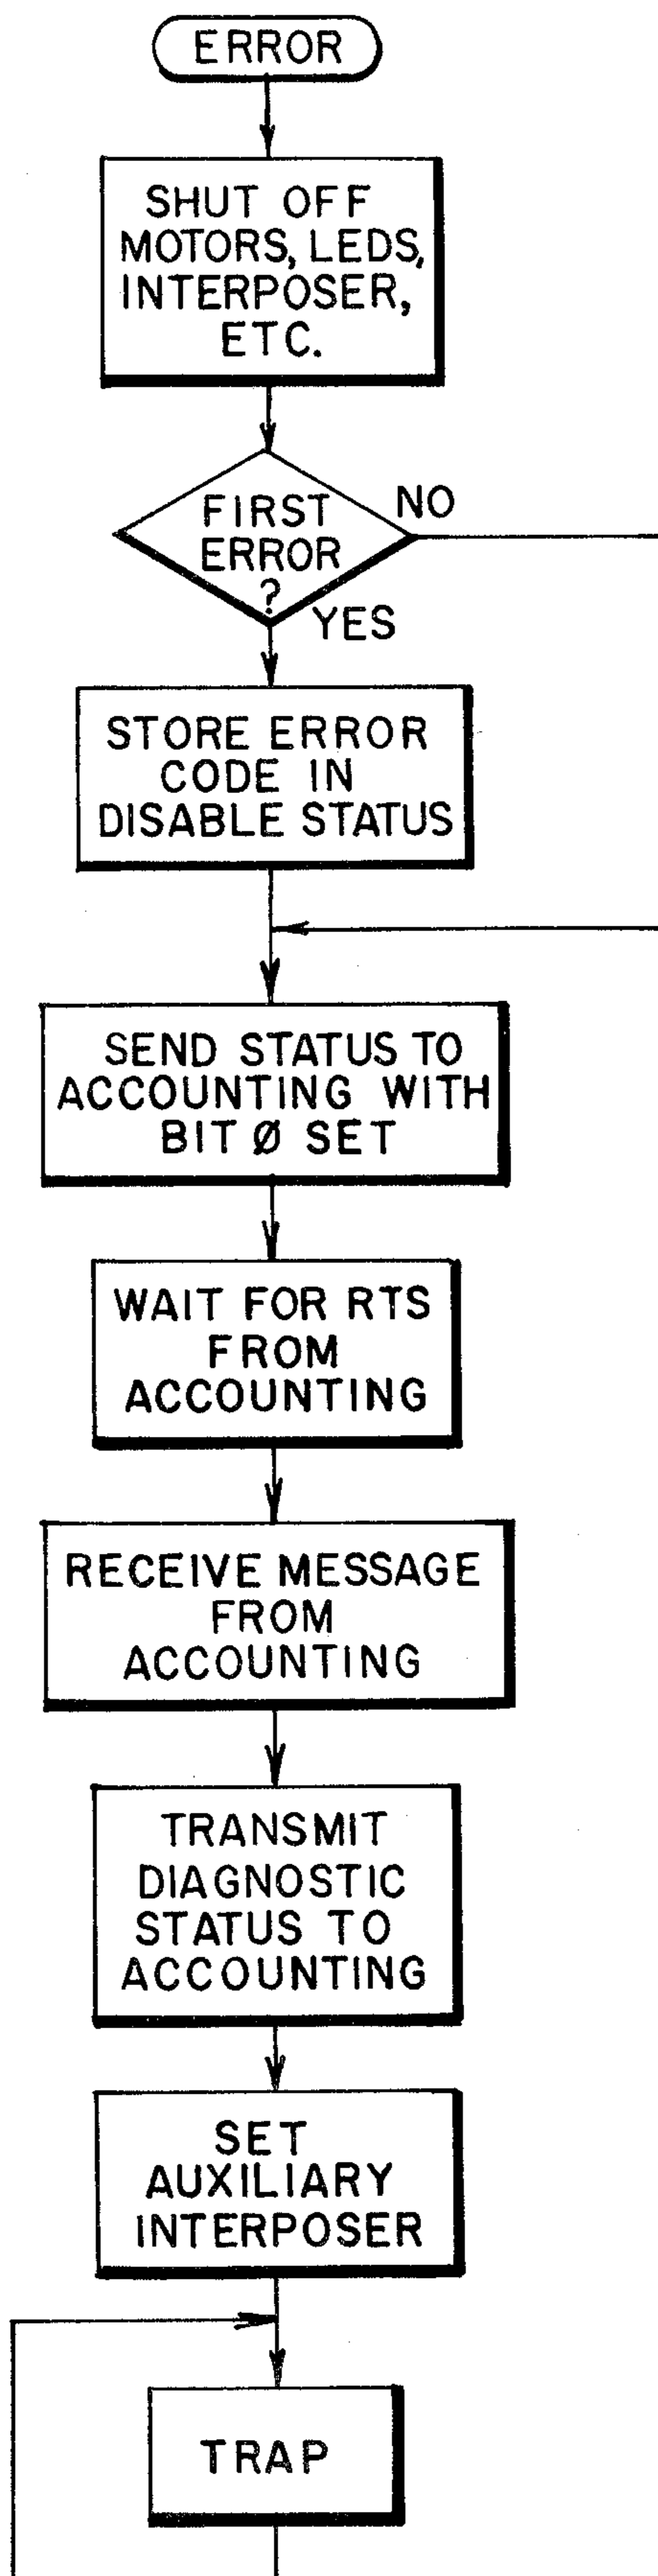 ERROR
SHUT OFF
MOTORS, LEDS,
INTERPOSER,
ETC.
FIRST
ERROR
?
NO
YES
STORE ERROR
CODE IN
DISABLE STATUS
SEND STATUS TO
ACCOUNTING WITH
BIT Ø SET
WAIT FOR RTS
FROM
ACCOUNTING
RECEIVE MESSAGE
FROM
ACCOUNTING
TRANSMIT
DIAGNOSTIC
STATUS TO
ACCOUNTING
SET
AUXILIARY
INTERPOSER
TRAP